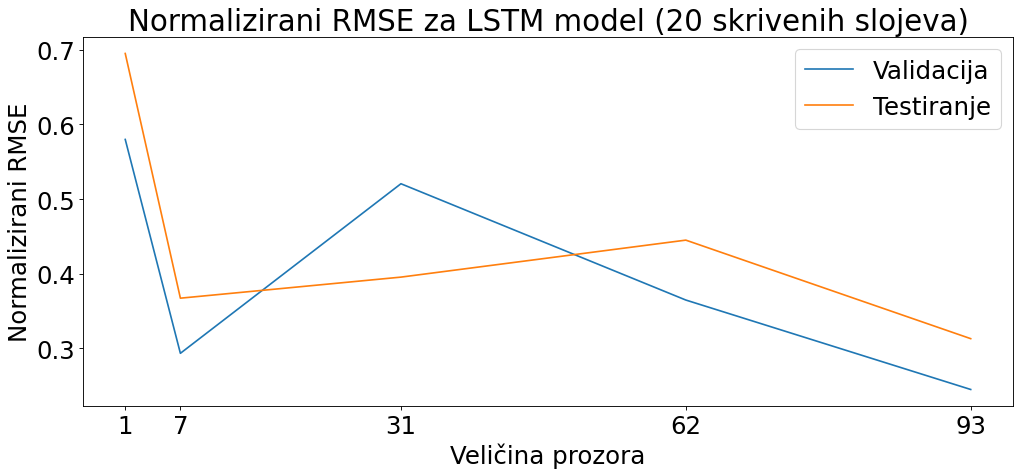 Normalizirani RMSE za LSTM model (20 skrivenih slojeva)
Normalizirani RMSE
0.7
0.6
0.5
0.4
0.3
Validacija
Testiranje
1 7 31 62 93
Veličina prozora